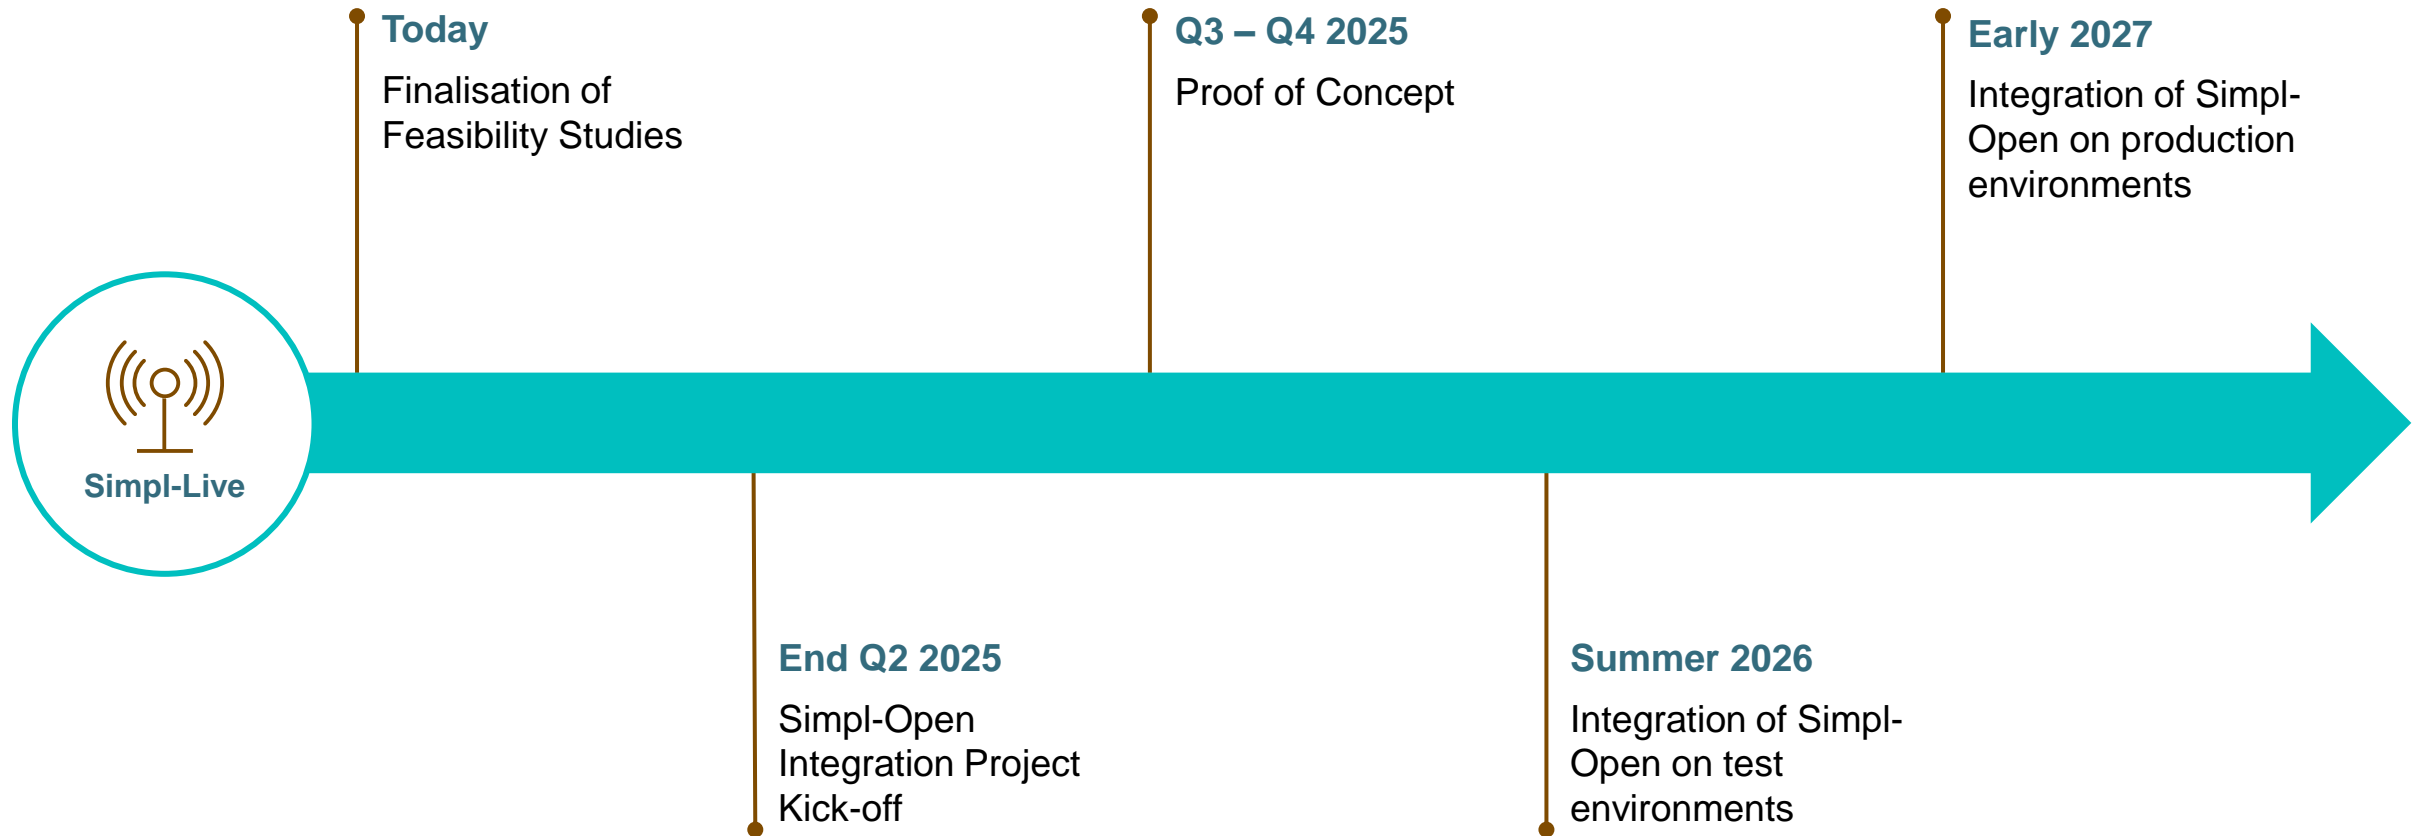 Today
Finalisation of
Feasibility Studies
Q3 – Q4 2025
Proof of Concept
Early 2027
Integration of Simpl-
Open on production
environments
Simpl-Live
End Q2 2025
Simpl-Open
Integration Project
Kick-off
Summer 2026
Integration of Simpl-
Open on test
environments